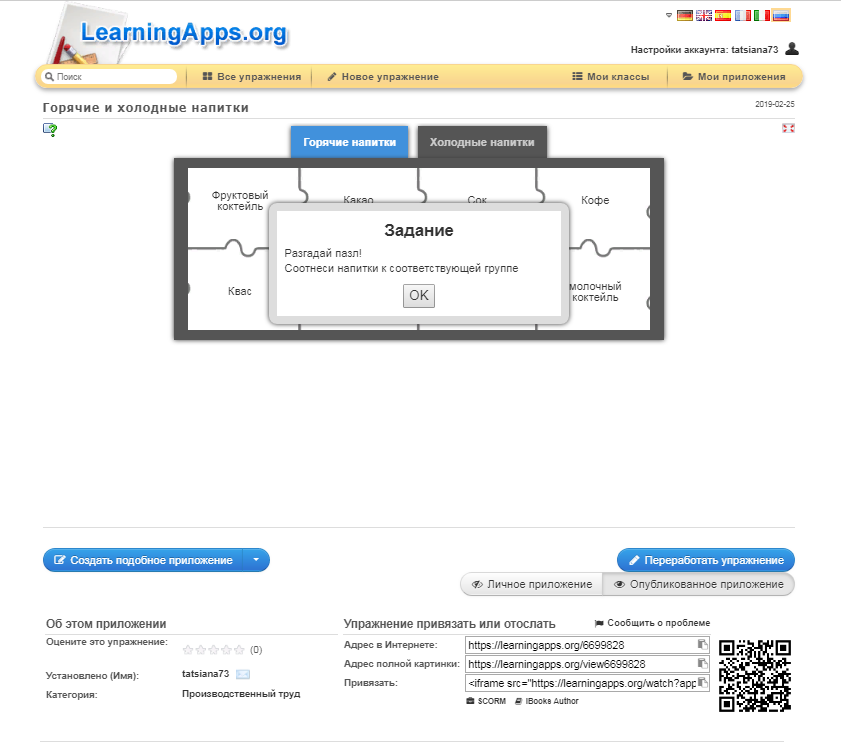 LearningApps.org
Настройки аккаунта: tatsiana73
Поиск
Все упражнения
Новое упражнение
Мои классы
Мои приложения
Горячие и холодные напитки
2019-02-25
Горячие напитки
Холодные напитки
Фруктовый
коктейль
Какао
Сок
Кофе
Задание
Разгадай пазл!
Соотнеси напитки к соответствующей группе
OK
Квас
молочный
коктейль
Создать подобное приложение
Переработать упражнение
Личное приложение
Опубликованное приложение
Об этом приложении
Оцените это упражнение:
(0)
Установлено (Имя):
tatsiana73
Категория:
Производственный труд
Упражнение привязать или отослать
Сообщить о проблеме
Адрес в Интернете:
https://learningapps.org/6699828
Адрес полной картинки:
https://learningapps.org/view6699828
Привязать:
<iframe src="https://learningapps.org/watch?app
SCORM
iBooks Author